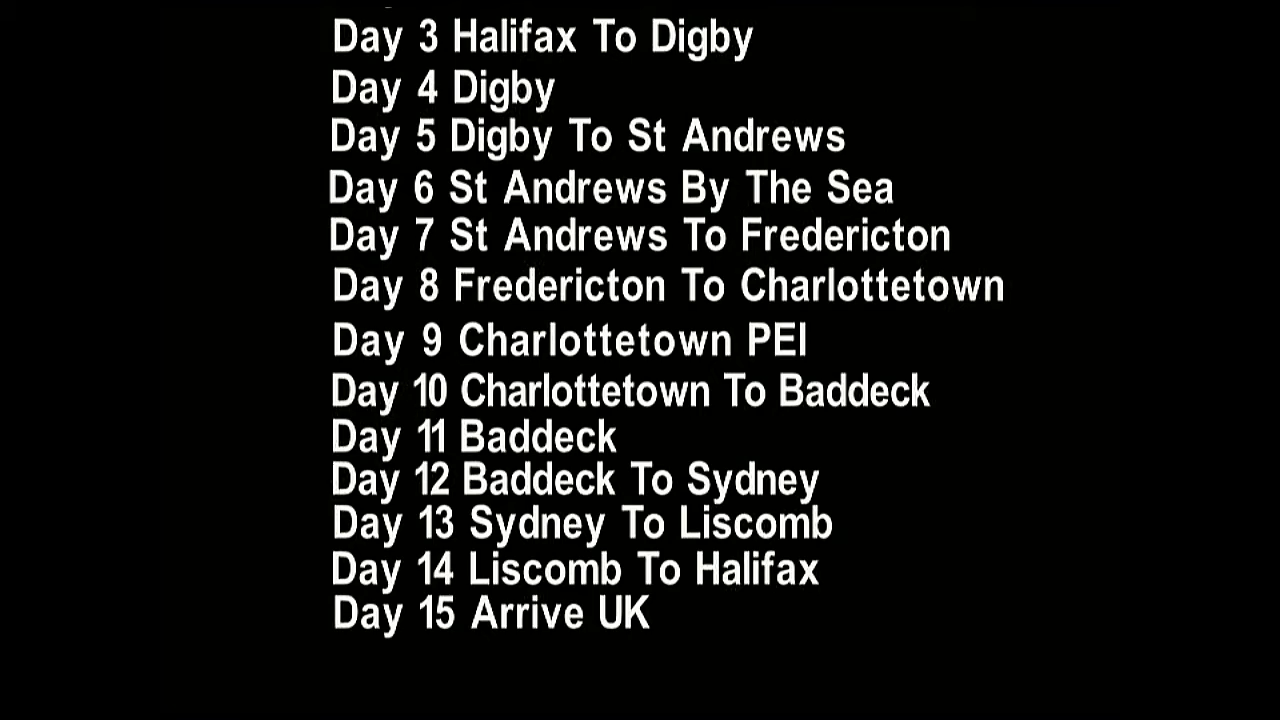 Day 3 Halifax To Digby
Day 4 Digby
Day 5 Digby To St Andrews
Day 6 St Andrews By The Sea
Day 7 St Andrews To Fredericton
Day 8 Fredericton To Charlottetown
Day 9 Charlottetown PEI
Day 10 Charlottetown To Baddeck
Day 11 Baddeck
Day 12 Baddeck To Sydney
Day 13 Sydney To Liscomb
Day 14 Liscomb To Halifax
Day 15 Arrive UK